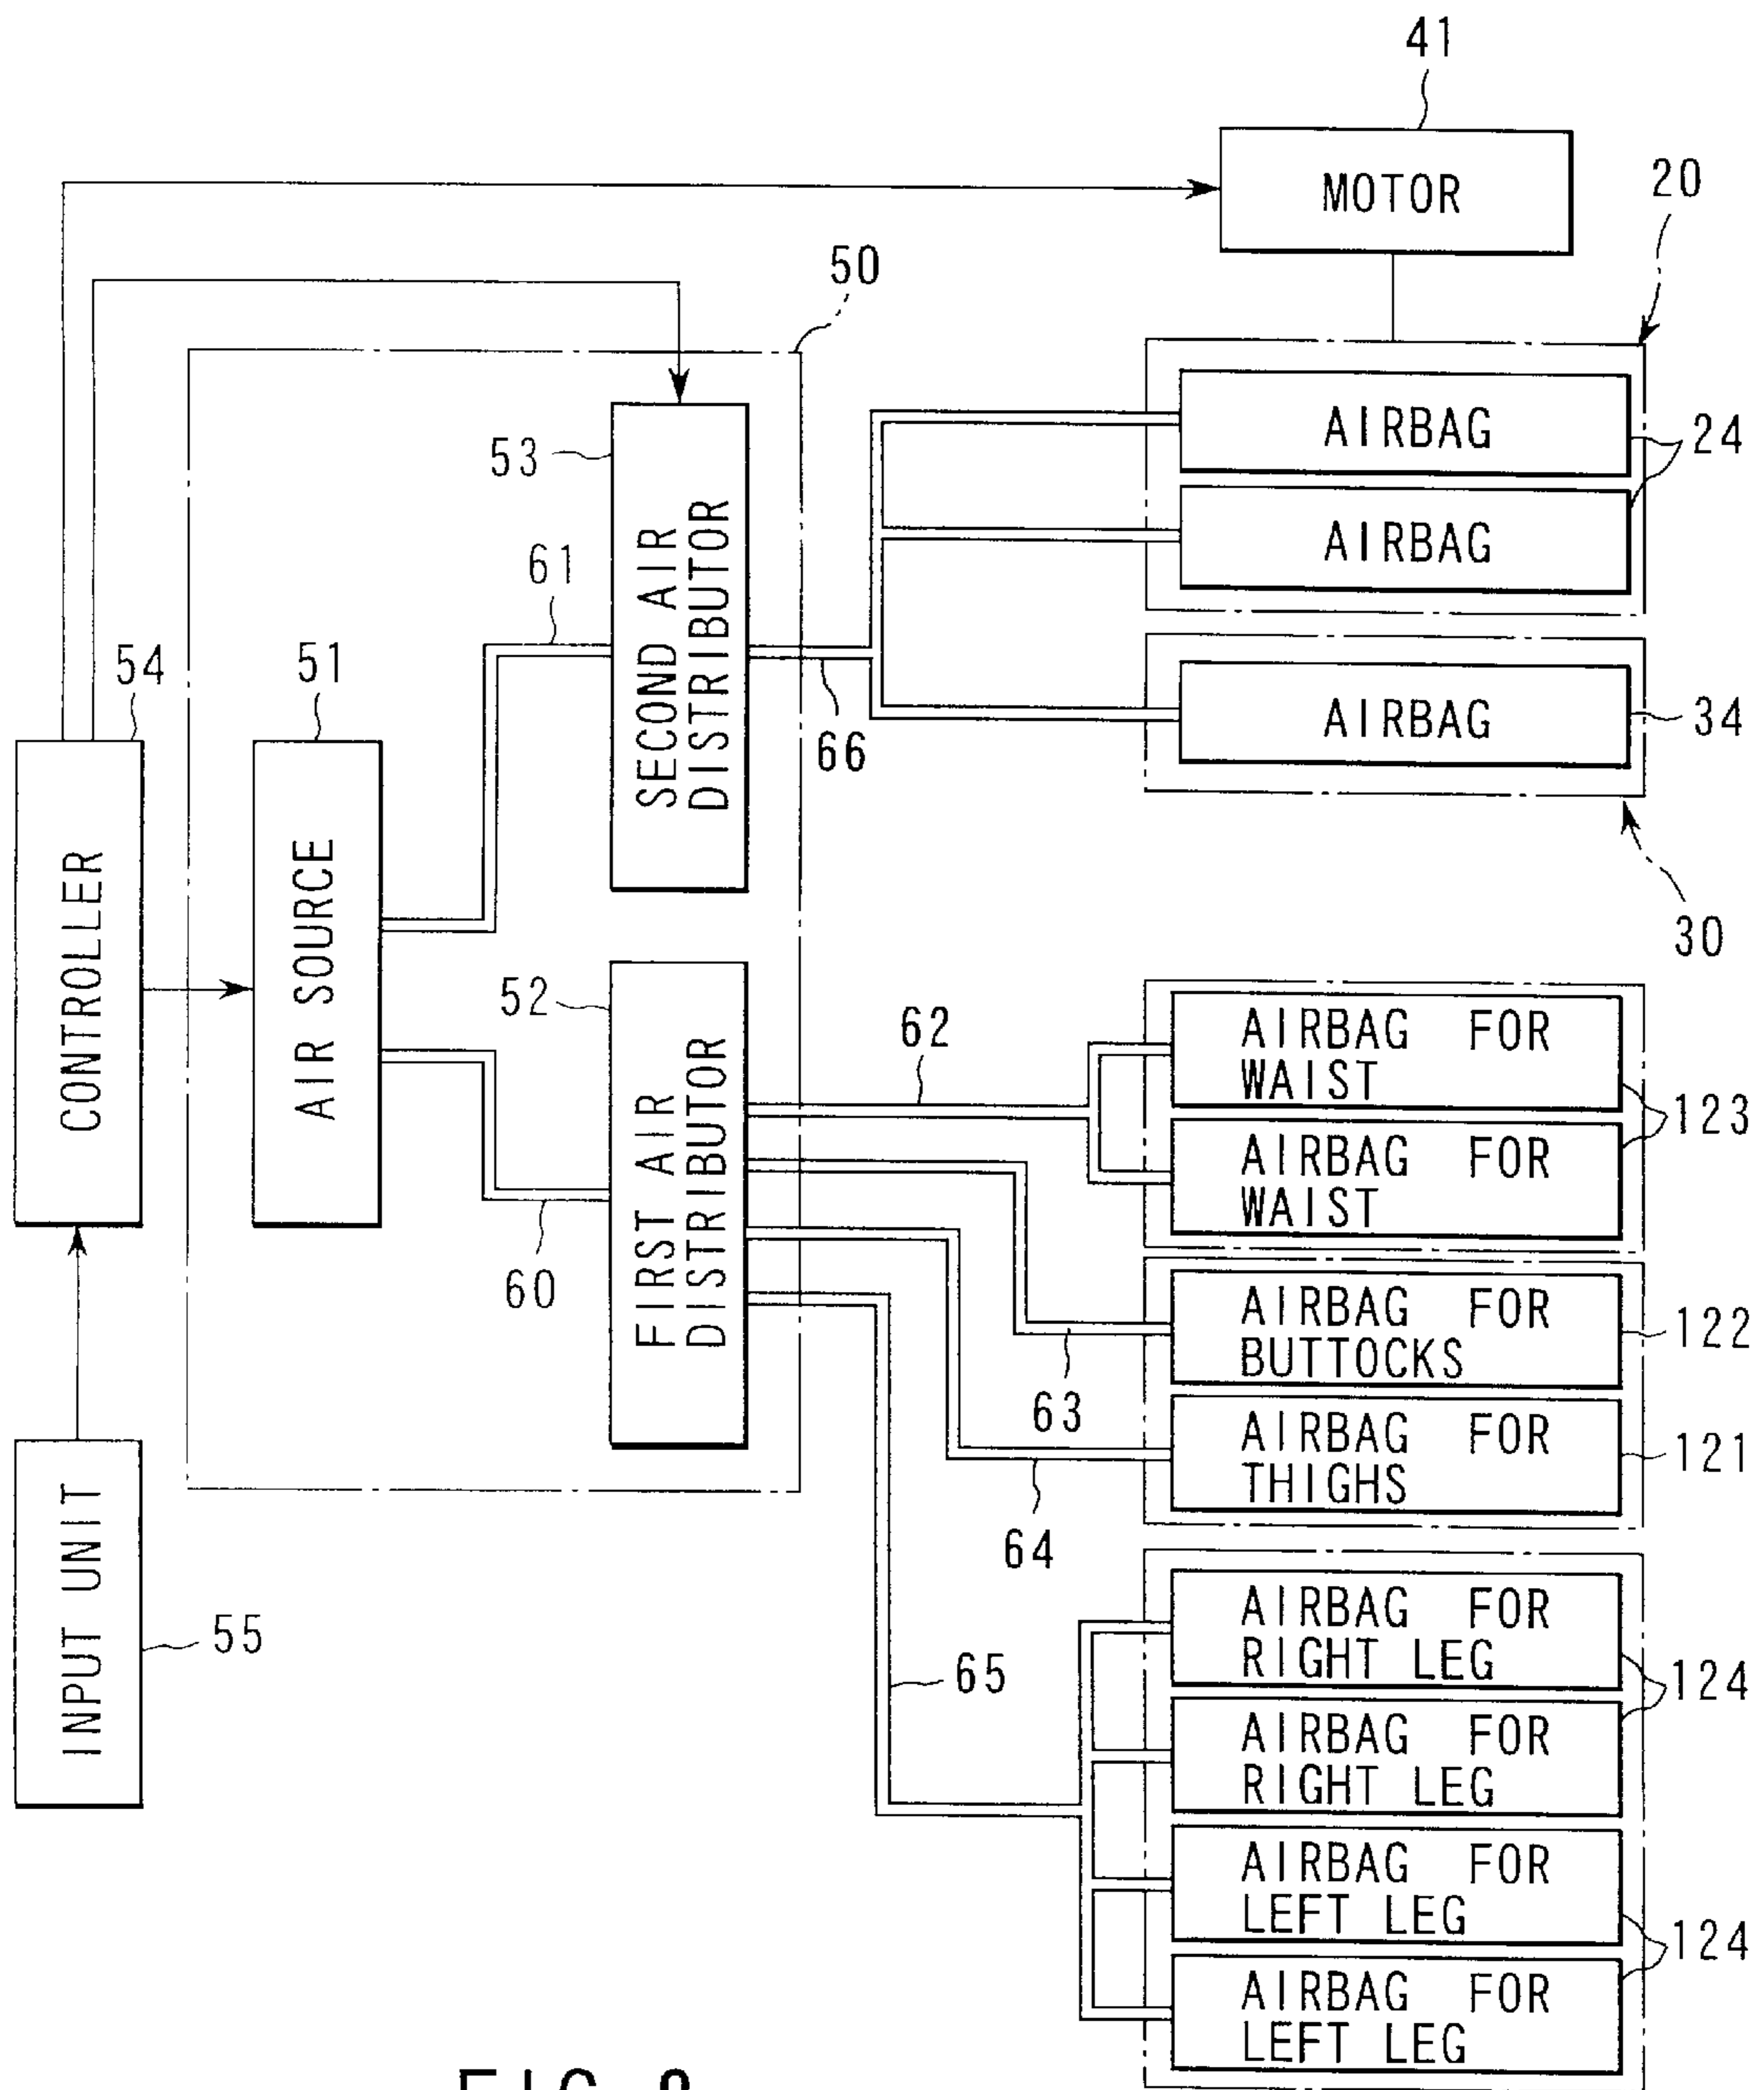 41
MOTOR
20
50
53
SECOND AIR
DISTRIBUTOR
AIRBAG
24
AIRBAG
61
66
AIRBAG
34
30
54
CONTROLLER
51
AIR SOURCE
52
FIRST AIR
DISTRIBUTOR
60
62
AIRBAG FOR
WAIST
123
AIRBAG FOR
WAIST
63
AIRBAG FOR
BUTTOCKS
122
64
AIRBAG FOR
THIGHS
121
INPUT UNIT
55
65
AIRBAG FOR
RIGHT LEG
124
AIRBAG FOR
RIGHT LEG
AIRBAG FOR
LEFT LEG
124
AIRBAG FOR
LEFT LEG